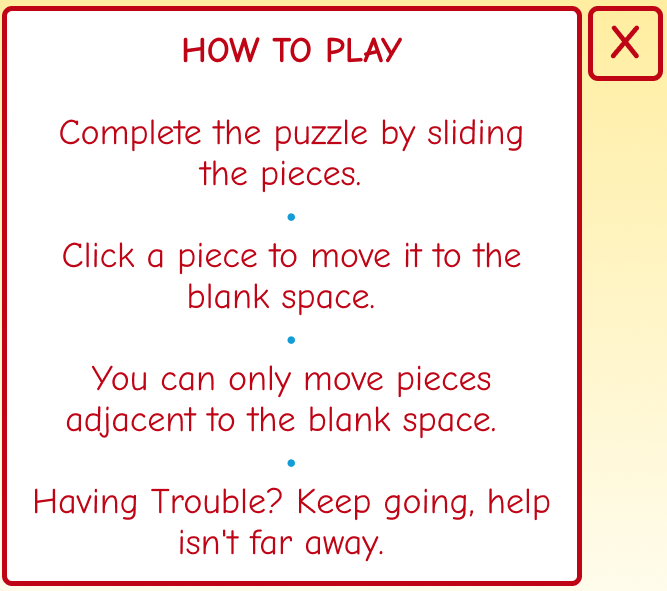 HOW TO PLAY
X
Complete the puzzle by sliding
the pieces.
Click a piece to move it to the
blank space.
You can only move pieces
adjacent to the blank space.
Having Trouble? Keep going, help
isn't far away.